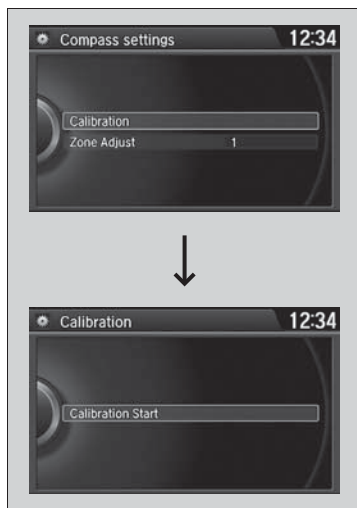 Compass settings 12:34
Calibration
Zone Adjust 1
Calibration 12:34
Calibration Start